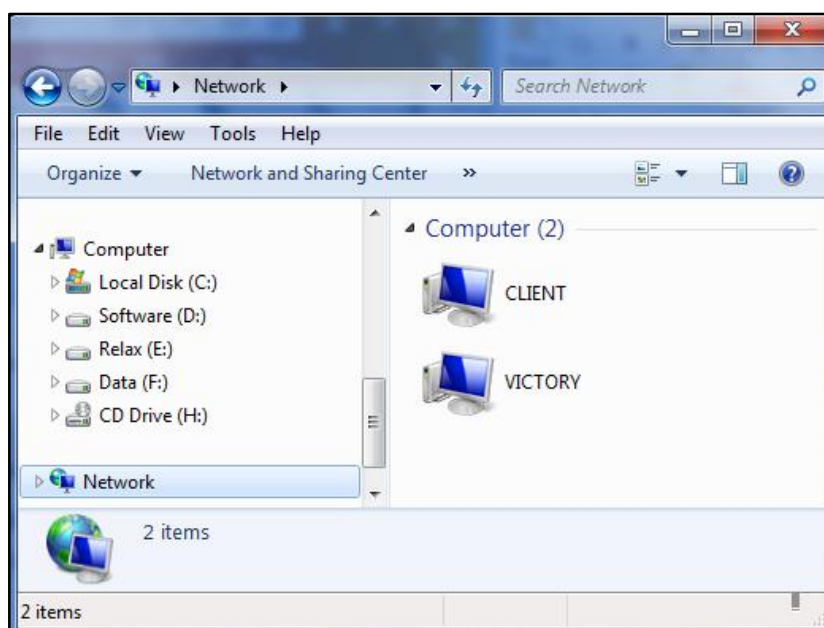 Network
Search Network
File Edit View Tools Help
Organize Network and Sharing Center »
Computer
Local Disk (C:)
Software (D:)
Relax (E:)
Data (F:)
CD Drive (H:)
Network
Computer (2)
CLIENT
VICTORY
2 items
2 items